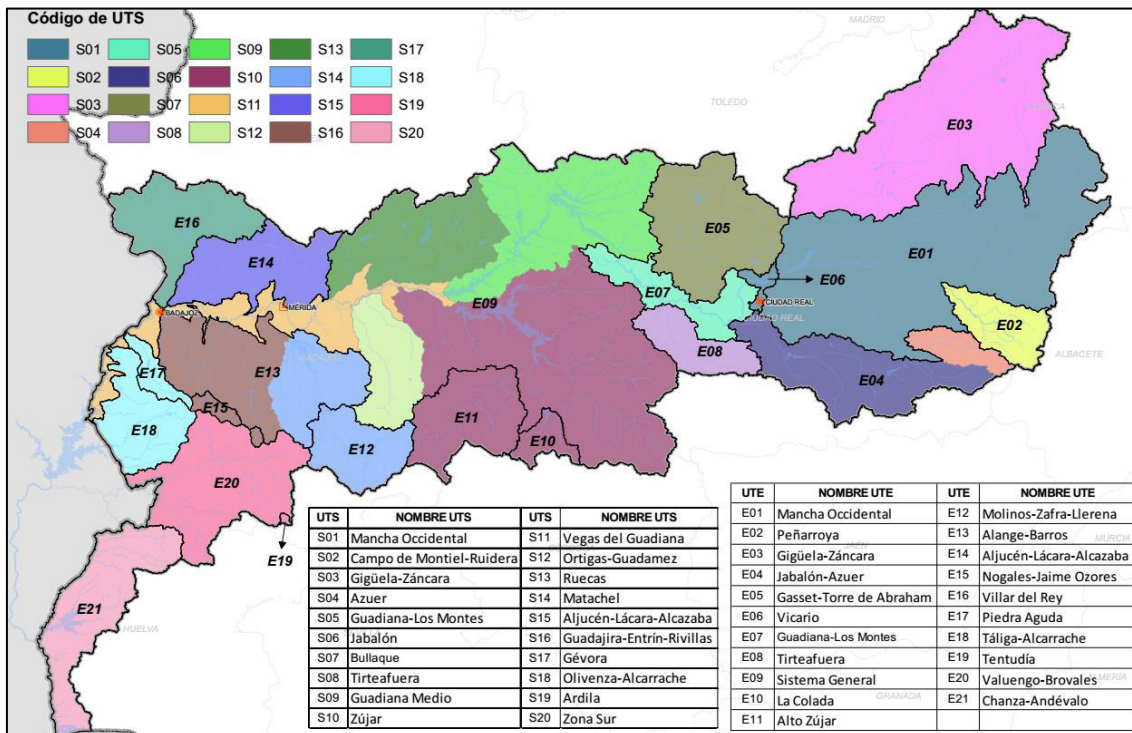 Código de UTS
S01 S05 S09 S13 S17
S02 S06 S10 S14 S18
S03 S07 S11 S15 S19
S04 S08 S12 S16 S20
MADRID
TOLEDO
CUENCA
E03
E16
E05
E14
E01
E06
E07
E09
MÉRIDA
BADAJOZ
CIUDAD REAL
CIUDAD REAL
BADAJOZ
E02
E08
ALBACETE
E17
E13
E04
E15
E11
E18
E12
E10
E20
E19
E21
HUELVA
JAÉN
MURCIA
GRANADA
ALMERÍA
UTS NOMBRE UTS UTS NOMBRE UTS
S01 Mancha Occidental S11 Vegas del Guadiana
S02 Campo de Montiel-Ruidera S12 Ortigas-Guadamez
S03 Gigüela-Záncara S13 Ruecas
S04 Azuer S14 Matachel
S05 Guadiana-Los Montes S15 Aljucén-Lácara-Alcazaba
S06 Jabalón S16 Guadajira-Entrín-Rivillas
S07 Bullaque S17 Gévora
S08 Tirteafuera S18 Olivenza-Alcarrache
S09 Guadiana Medio S19 Ardila
S10 Zújar S20 Zona Sur
UTE NOMBRE UTE UTE NOMBRE UTE
E01 Mancha Occidental E12 Molinos-Zafra-Llerena
E02 Peñarroya E13 Alange-Barros
E03 Gigüela-Záncara E14 Aljucén-Lácara-Alcazaba
E04 Jabalón-Azuer E15 Nogales-Jaime Ozores
E05 Gasset-Torre de Abraham E16 Villar del Rey
E06 Vicario E17 Piedra Aguda
E07 Guadiana-Los Montes E18 Táliga-Alcarrache
E08 Tirteafuera E19 Tentudía
E09 Sistema General E20 Valuengo-Brovales
E10 La Colada E21 Chanza-Andévalo
E11 Alto Zújar